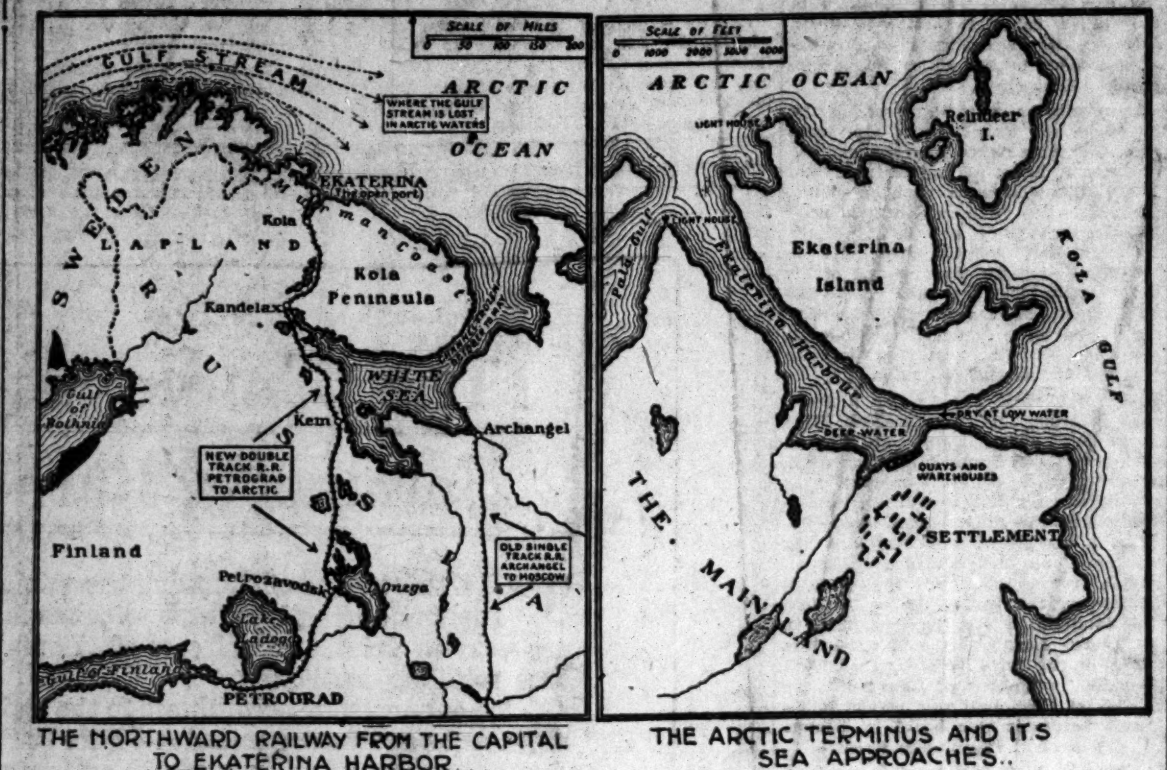 SCALE OF MILES
0 50 100 150 200
GULF STREAM
ARCTIC
OCEAN
WHERE THE GULF
STREAM IS LOST
IN ARCTIC WATERS
SWEDEN
EKATERINA
(The open port)
Murman Coast
Kola
LAPLAND
Kola
Peninsula
Kandelax
RUSSIA
Gulf
of
Bothnia
WHITE
SEA
Kem
Archangel
NEW DOUBLE
TRACK R.R.
PETROGRAD
TO ARCTIC
OLD SINGLE
TRACK R.R.
ARCHANGEL
TO MOSCOW
Finland
Petrozavodsk
Onega
Lake
Ladoga
Gulf of Finland
PETROGRAD
THE NORTHWARD RAILWAY FROM THE CAPITAL
TO EKATERINA HARBOR.
SCALE OF FEET
0 1000 2000 3000 4000
ARCTIC OCEAN
LIGHT HOUSE
Reindeer
I.
LIGHT HOUSE
Pala Gulf
Ekaterina Harbour
Ekaterina
Island
KOLA
GULF
DRY AT LOW WATER
DEEP WATER
QUAYS AND
WAREHOUSES
SETTLEMENT
THE
MAINLAND
THE ARCTIC TERMINUS AND ITS
SEA APPROACHES..